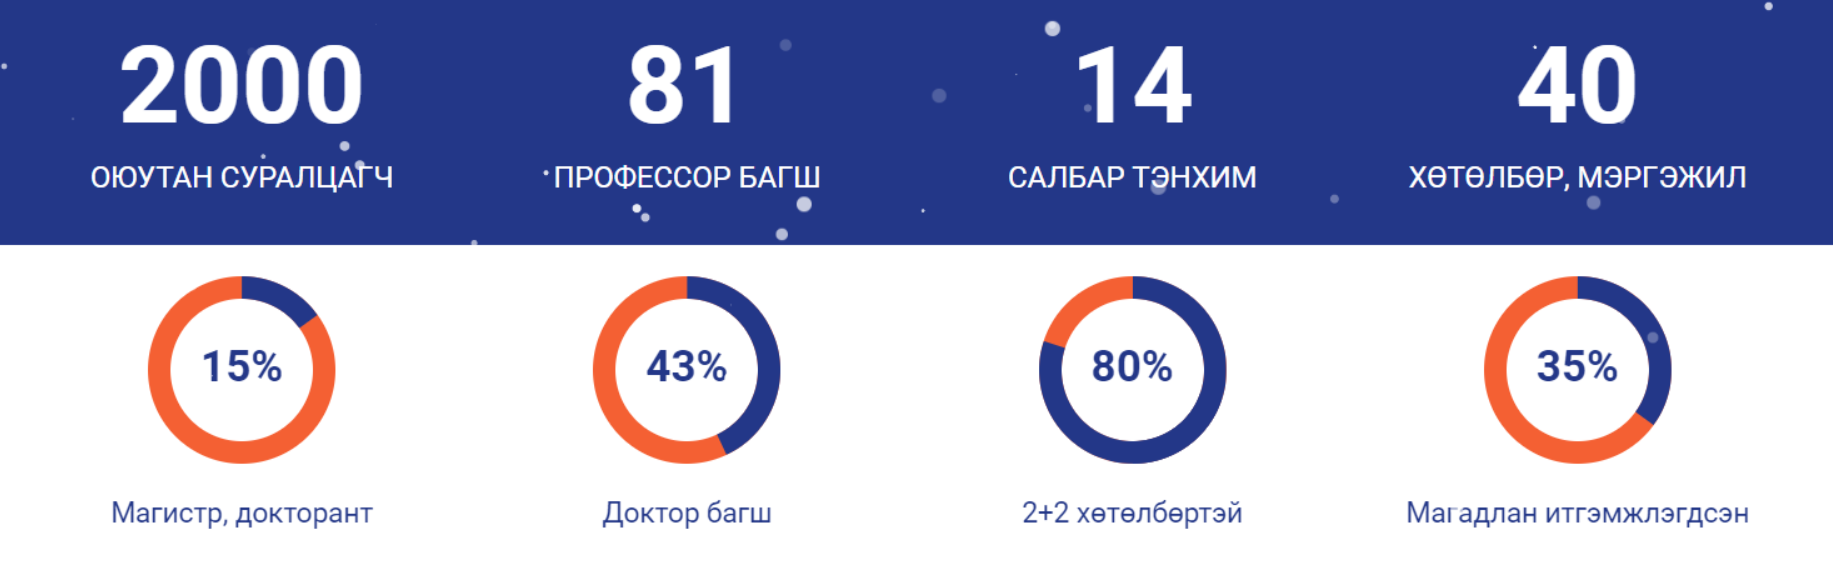 2000
81
14
40
ОЮУТАН СУРАЛЦАГЧ
ПРОФЕССОР БАГШ
САЛБАР ТЭНХИМ
ХӨТӨЛБӨР, МЭРГЭЖИЛ
15%
43%
80%
35%
Магистр, докторант
Доктор багш
2+2 хөтөлбөртэй
Магадлан итгэмжлэгдсэн